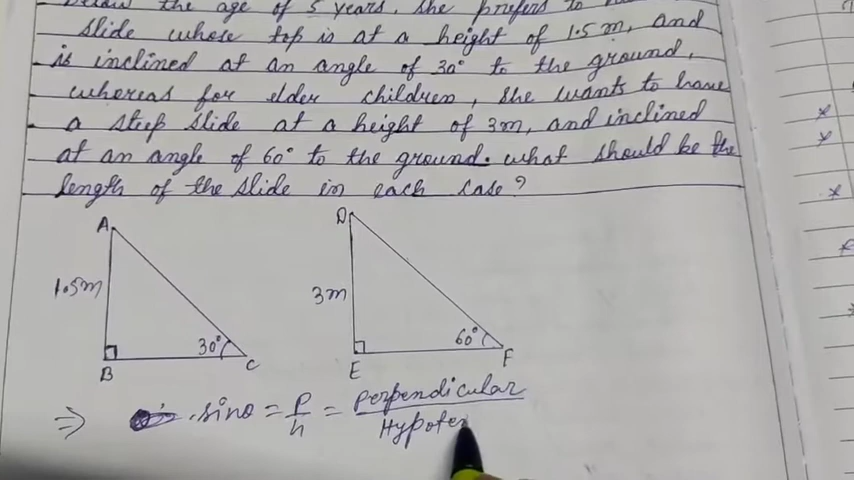 below the age of 5 years, she prefers to
slide whose top is at a height of 1.5 m, and
is inclined at an angle of 30° to the ground,
whereas for elder children, she wants to have
a steep slide at a height of 3m, and inclined
at an angle of 60° to the ground. what should be the
length of the slide in each case?
A D
1.5m 3m
30° 60°
B C E F
⇒ sinθ = P/h = Perpendicular/Hypote